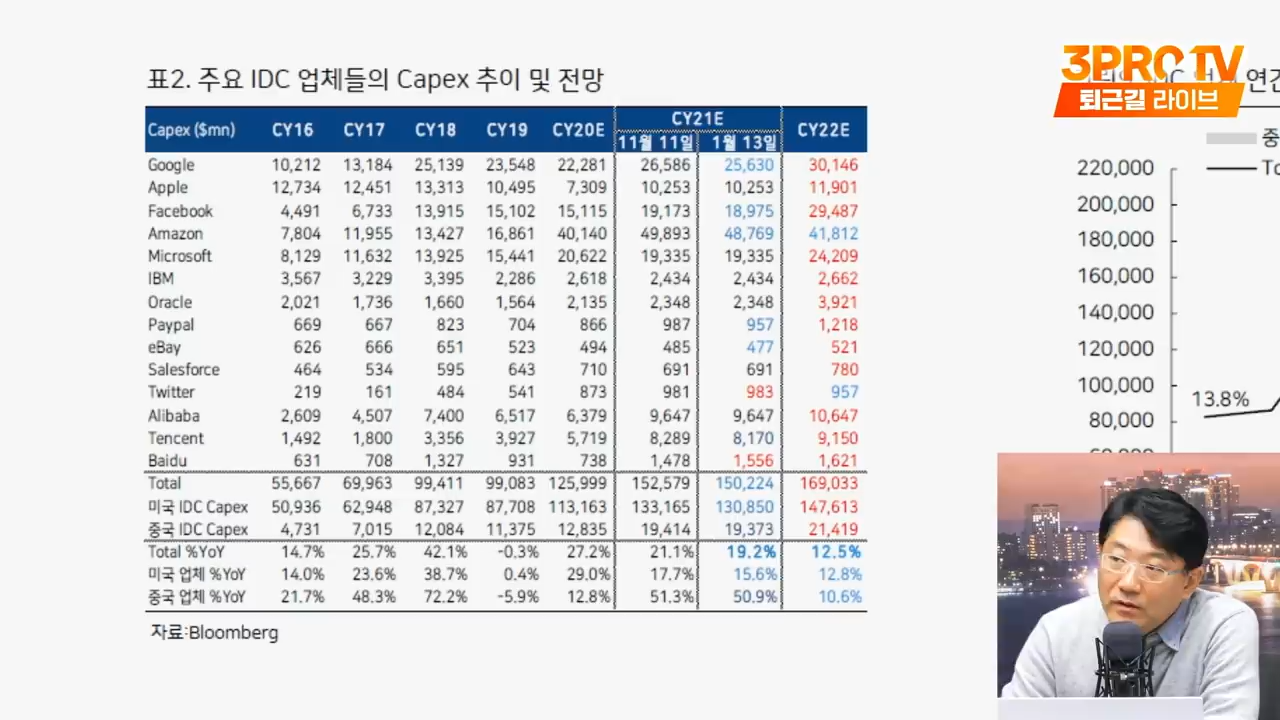 3PRO TV
퇴근길 라이브
표2. 주요 IDC 업체들의 Capex 추이 및 전망
Capex ($mn) CY16 CY17 CY18 CY19 CY20E CY21E CY22E
11월 11일 1월 13일
Google 10,212 13,184 25,139 23,548 22,281 26,586 25,630 30,146
Apple 12,734 12,451 13,313 10,495 7,309 10,253 10,253 11,901
Facebook 4,491 6,733 13,915 15,102 15,115 19,173 18,975 29,487
Amazon 7,804 11,955 13,427 16,861 40,140 49,893 48,769 41,812
Microsoft 8,129 11,632 13,925 15,441 20,622 19,335 19,335 24,209
IBM 3,567 3,229 3,395 2,286 2,618 2,434 2,434 2,662
Oracle 2,021 1,736 1,660 1,564 2,135 2,348 2,348 3,921
Paypal 669 667 823 704 866 987 957 1,218
eBay 626 666 651 523 494 485 477 521
Salesforce 464 534 595 643 710 691 691 780
Twitter 219 161 484 541 873 981 983 957
Alibaba 2,609 4,507 7,400 6,517 6,379 9,647 9,647 10,647
Tencent 1,492 1,800 3,356 3,927 5,719 8,289 8,170 9,150
Baidu 631 708 1,327 931 738 1,478 1,556 1,621
Total 55,667 69,963 99,411 99,083 125,999 152,579 150,224 169,033
미국 IDC Capex 50,936 62,948 87,327 87,708 113,163 133,165 130,850 147,613
중국 IDC Capex 4,731 7,015 12,084 11,375 12,835 19,414 19,373 21,419
Total %YoY 14.7% 25.7% 42.1% -0.3% 27.2% 21.1% 19.2% 12.5%
미국 업체 %YoY 14.0% 23.6% 38.7% 0.4% 29.0% 17.7% 15.6% 12.8%
중국 업체 %YoY 21.7% 48.3% 72.2% -5.9% 12.8% 51.3% 50.9% 10.6%
자료:Bloomberg
연간
중
220,000
200,000
180,000
160,000
140,000
120,000
100,000
80,000
13.8%